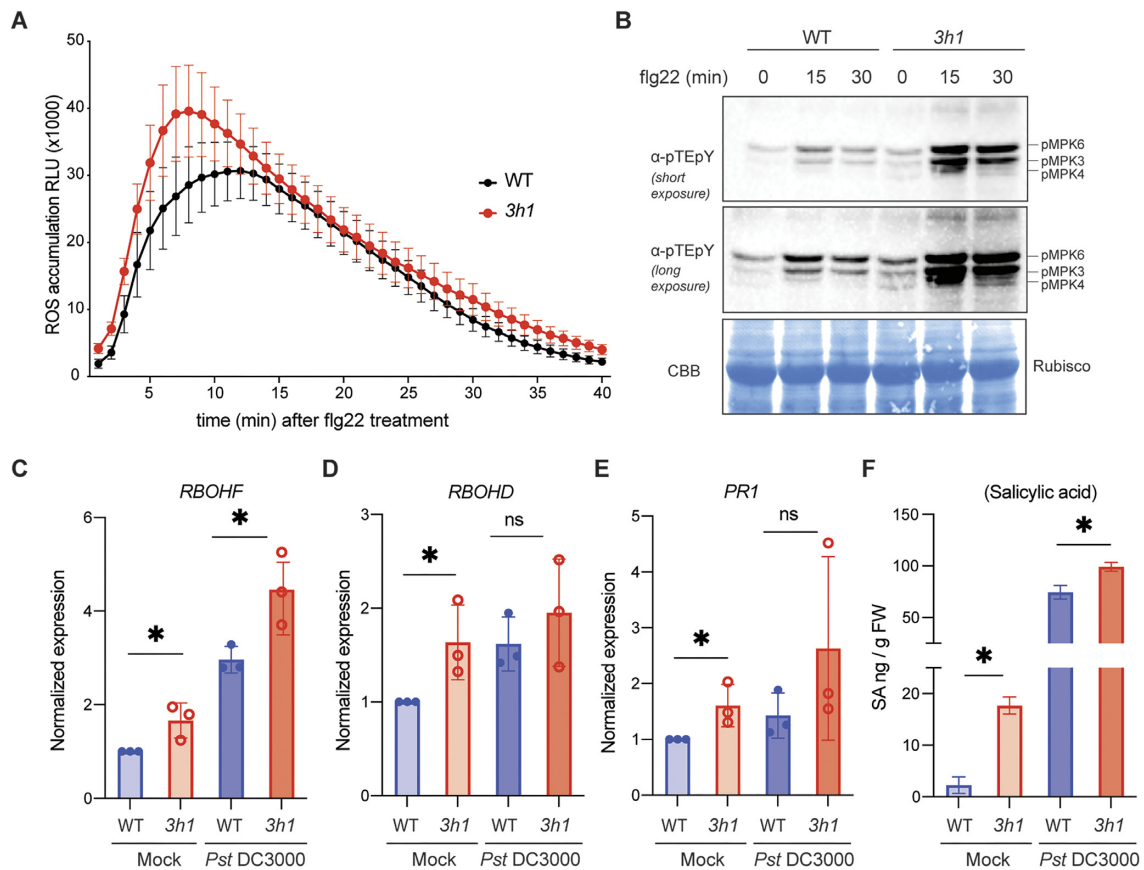 A
50
40
30
20
10
0
ROS accumulation RLU (x1000)
WT
3h1
5
10
15
20
25
30
35
40
time (min) after flg22 treatment
B
WT
3h1
flg22 (min)
0
15
30
0
15
30
α-pTEpY
(short
exposure)
pMPK6
pMPK3
pMPK4
α-pTEpY
(long
exposure)
pMPK6
pMPK3
pMPK4
CBB
Rubisco
C
RBOHF
Normalized expression
6
4
2
0
*
*
WT
3h1
WT
3h1
Mock
Pst DC3000
D
RBOHD
Normalized expression
3
2
1
0
*
ns
WT
3h1
WT
3h1
Mock
Pst DC3000
E
PR1
Normalized expression
5
4
3
2
1
0
*
ns
WT
3h1
WT
3h1
Mock
Pst DC3000
F
(Salicylic acid)
SA ng / g FW
150
100
50
20
10
0
*
*
WT
3h1
WT
3h1
Mock
Pst DC3000